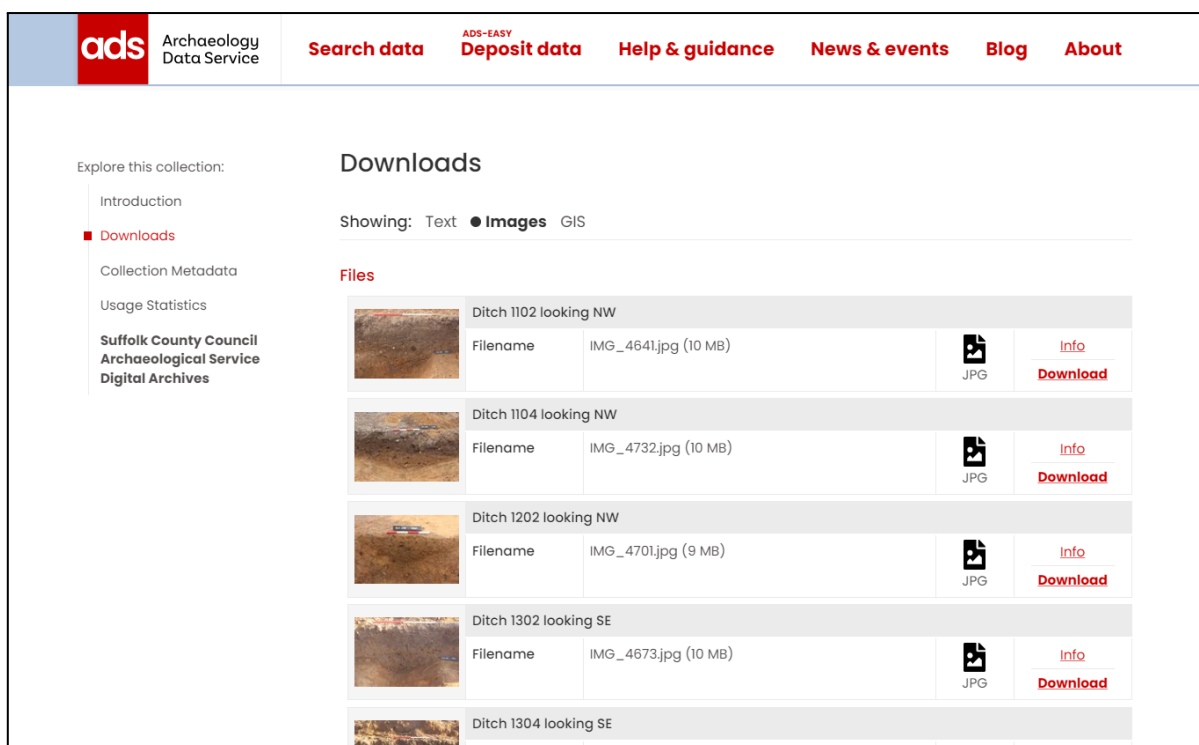 ads
Archaeology
Data Service
Search data
ADS-EASY
Deposit data
Help & guidance
News & events
Blog
About
Explore this collection:
Introduction
Downloads
Collection Metadata
Usage Statistics
Suffolk County Council
Archaeological Service
Digital Archives
Downloads
Showing: Text Images GIS
Files
Ditch 1102 looking NW
Filename IMG_4641.jpg (10 MB)
JPG
Info
Download
Ditch 1104 looking NW
Filename IMG_4732.jpg (10 MB)
JPG
Info
Download
Ditch 1202 looking NW
Filename IMG_4701.jpg (9 MB)
JPG
Info
Download
Ditch 1302 looking SE
Filename IMG_4673.jpg (10 MB)
JPG
Info
Download
Ditch 1304 looking SE